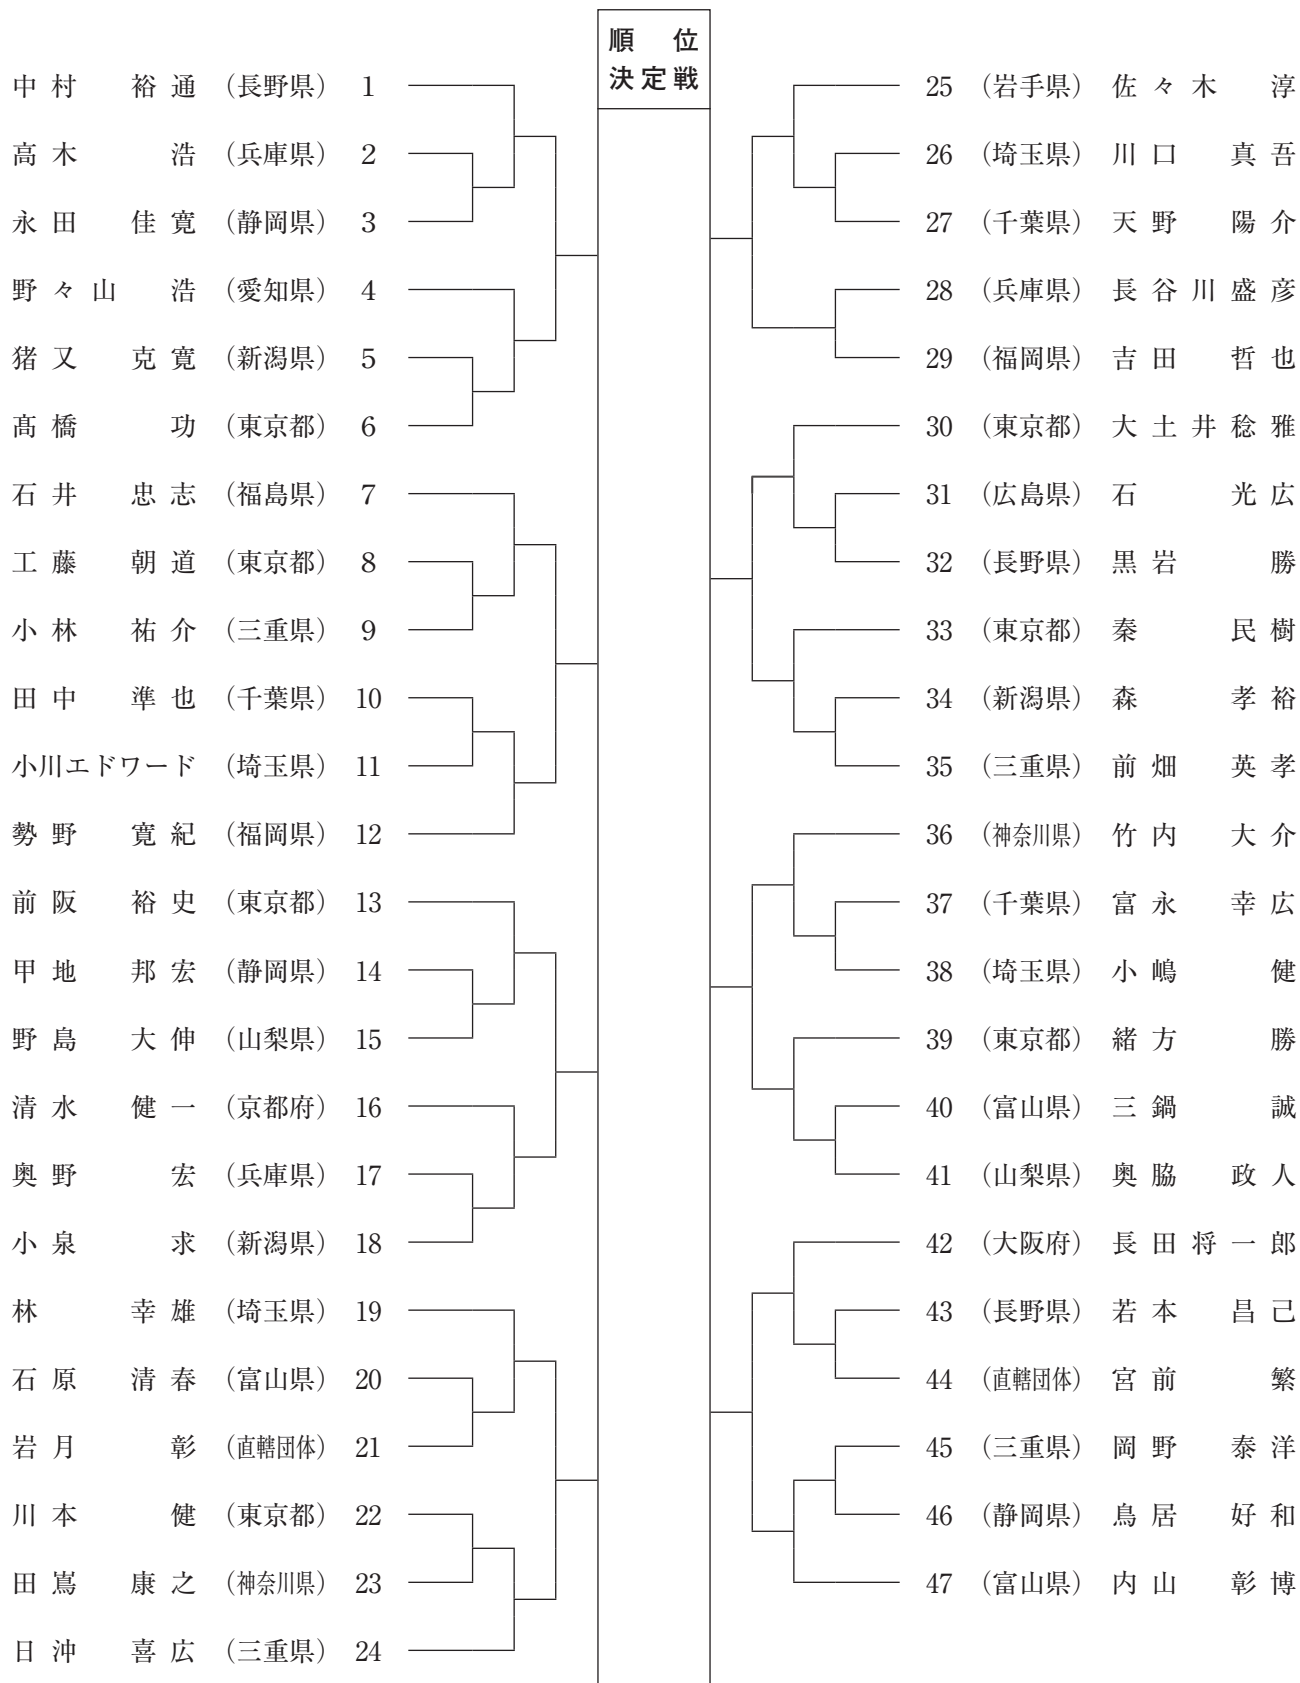 順 位
決定戦
中村 裕通 (長野県) 1
高木 浩 (兵庫県) 2
永田 佳寛 (静岡県) 3
野々山 浩 (愛知県) 4
猪又 克寛 (新潟県) 5
髙橋 功 (東京都) 6
石井 忠志 (福島県) 7
工藤 朝道 (東京都) 8
小林 祐介 (三重県) 9
田中 準也 (千葉県) 10
小川エドワード (埼玉県) 11
勢野 寛紀 (福岡県) 12
前阪 裕史 (東京都) 13
甲地 邦宏 (静岡県) 14
野島 大伸 (山梨県) 15
清水 健一 (京都府) 16
奥野 宏 (兵庫県) 17
小泉 求 (新潟県) 18
林 幸雄 (埼玉県) 19
石原 清春 (富山県) 20
岩月 彰 (直轄団体) 21
川本 健 (東京都) 22
田嶌 康之 (神奈川県) 23
日沖 喜広 (三重県) 24
25 (岩手県) 佐々木 淳
26 (埼玉県) 川口 真吾
27 (千葉県) 天野 陽介
28 (兵庫県) 長谷川盛彦
29 (福岡県) 吉田 哲也
30 (東京都) 大土井稔雅
31 (広島県) 石 光広
32 (長野県) 黒岩 勝
33 (東京都) 秦 民樹
34 (新潟県) 森 孝裕
35 (三重県) 前畑 英孝
36 (神奈川県) 竹内 大介
37 (千葉県) 富永 幸広
38 (埼玉県) 小嶋 健
39 (東京都) 緒方 勝
40 (富山県) 三鍋 誠
41 (山梨県) 奥脇 政人
42 (大阪府) 長田将一郎
43 (長野県) 若本 昌己
44 (直轄団体) 宮前 繁
45 (三重県) 岡野 泰洋
46 (静岡県) 鳥居 好和
47 (富山県) 内山 彰博